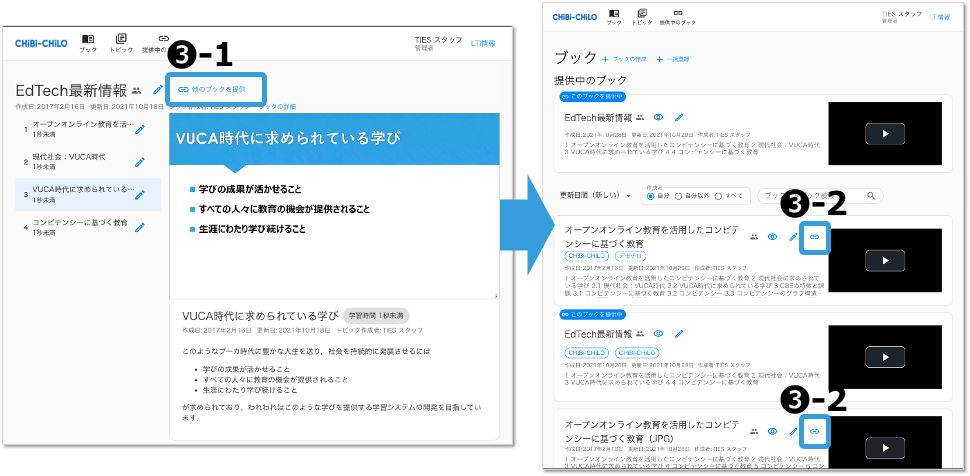 CHiBi-CHiLO
ブック
トピック
提供中のブック
TIES スタッフ
管理者
LTI情報
❸-1
EdTech最新情報
他のブックを提供
作成日:2017年2月16日 更新日:2021年10月18日
ブックの詳細
1 オープンオンライン教育を活…
1秒未満
2 現代社会：VUCA時代
1秒未満
3 VUCA時代に求められている…
1秒未満
4 コンピテンシーに基づく教育
1秒未満
VUCA時代に求められている学び
学びの成果が活かせること
すべての人々に教育の機会が提供されること
生涯にわたり学び続けること
VUCA時代に求められている学び 学習時間 1秒未満
作成日:2017年2月16日 更新日:2021年10月18日 トピック作成者:TIES スタッフ
このようなブーカ時代に豊かな人生を送り，社会を持続的に発展させるには
• 学びの成果が活かせること
• すべての人々に教育の機会が提供されること
• 生涯にわたり学び続けること
が求められており，われわれはこのような学びを提供する学習システムの開発を目指してい
ます.
CHiBi-CHiLO
ブック
トピック
提供中のブック
TIES スタッフ
管理者
LTI情報
ブック + ブックの作成 + 一括登録
提供中のブック
このブックを提供中
EdTech最新情報
作成日:2021年10月28日 更新日:2021年10月29日 作成者:TIES スタッフ
1 オープンオンライン教育を活用したコンピテンシーに基づく教育 2 現代社会：VUCA時代
3 VUCA時代に求められている学び 4 4 コンピテンシーに基づく教育
更新日順（新しい）
作成者
自分 自分以外 すべて
❸-2
オープンオンライン教育を活用したコンピテ
ンシーに基づく教育
CHiBi-CHiLO デモチロ
作成日:2017年2月16日 更新日:2021年10月29日 作成者:TIES スタッフ
1 オープンオンライン教育を活用したコンピテンシーに基づく教育 2 現代社会に求められて
いる学び 2.1 現代社会：VUCA時代 2.2 VUCA時代に求められている学び 3 CBEの特徴と課
題 3.1 コンピテンシーに基づく教育 3.2 コンピテンシー 3.3 コンピテンシーのグラフ構造…
このブックを提供中
EdTech最新情報
CHiBi-CHiLO CHiBi-CHiLO
作成日:2017年2月16日 更新日:2021年10月29日 作成者:TIES スタッフ
1 オープンオンライン教育を活用したコンピテンシーに基づく教育 2 現代社会：VUCA時代
3 VUCA時代に求められている学び 4 4 コンピテンシーに基づく教育
❸-2
オープンオンライン教育を活用したコンピテ
ンシーに基づく教育（JPG）
作成日:2021年10月28日 更新日:2021年10月29日 作成者:TIES スタッフ
1 オープンオンライン教育を活用したコンピテンシーに基づく教育 2 現代社会：VUCA時代